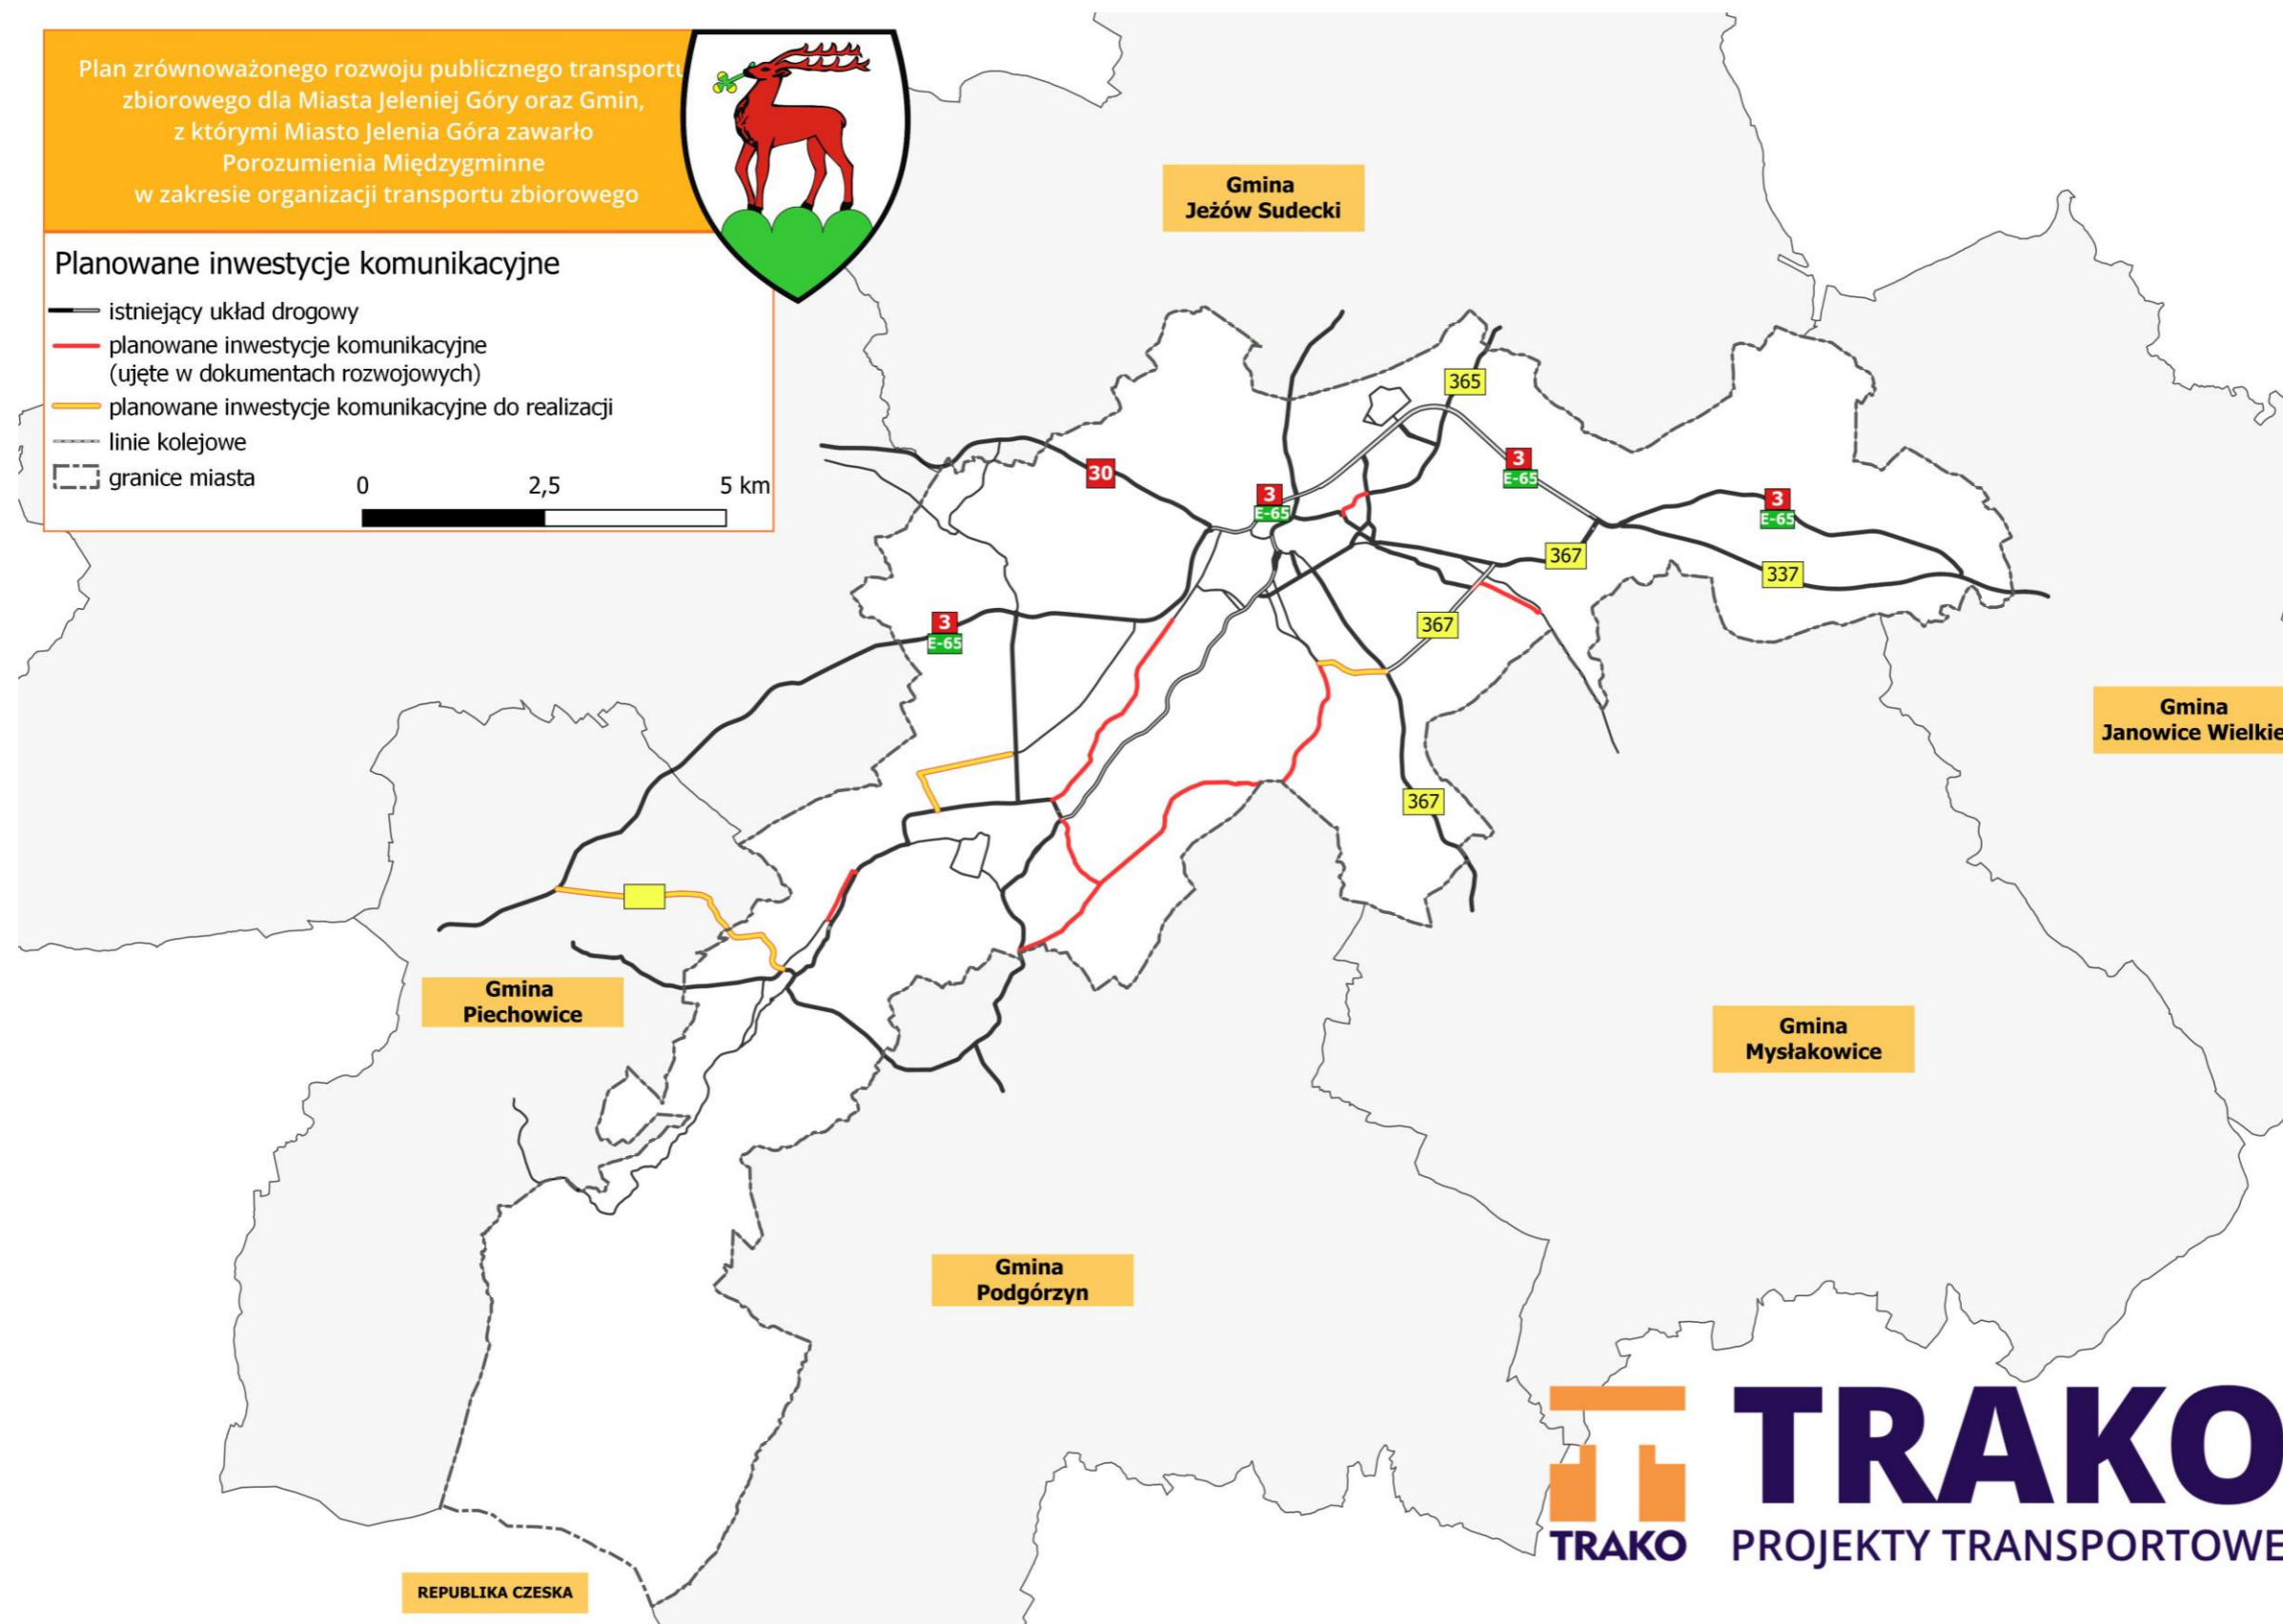 Plan zrównoważonego rozwoju publicznego transportu
zbiorowego dla Miasta Jeleniej Góry oraz Gmin,
z którymi Miasto Jelenia Góra zawarło
Porozumienia Międzygminne
w zakresie organizacji transportu zbiorowego
Planowane inwestycje komunikacyjne
istniejący układ drogowy
planowane inwestycje komunikacyjne
(ujęte w dokumentach rozwojowych)
planowane inwestycje komunikacyjne do realizacji
linie kolejowe
granice miasta
0 2,5 5 km
Gmina
Jeżów Sudecki
365
30
3
E-65
3
E-65
3
E-65
367
337
3
E-65
367
Gmina
Janowice Wielkie
367
Gmina
Piechowice
Gmina
Mysłakowice
Gmina
Podgórzyn
REPUBLIKA CZESKA
TRAKO
TRAKO
PROJEKTY TRANSPORTOWE